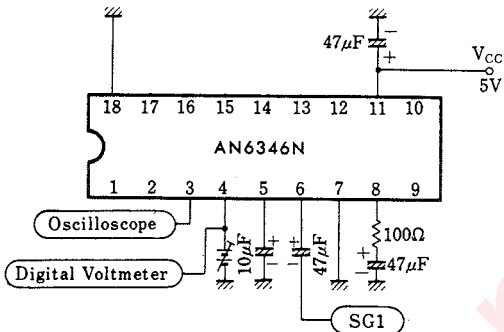 47μF
−
+
VCC
5V
18 17 16 15 14 13 12 11 10
AN6346N
1 2 3 4 5 6 7 8 9
Oscilloscope
Digital Voltmeter
10μF
+
−
+
−
47μF
100Ω
+
−
47μF
SG1